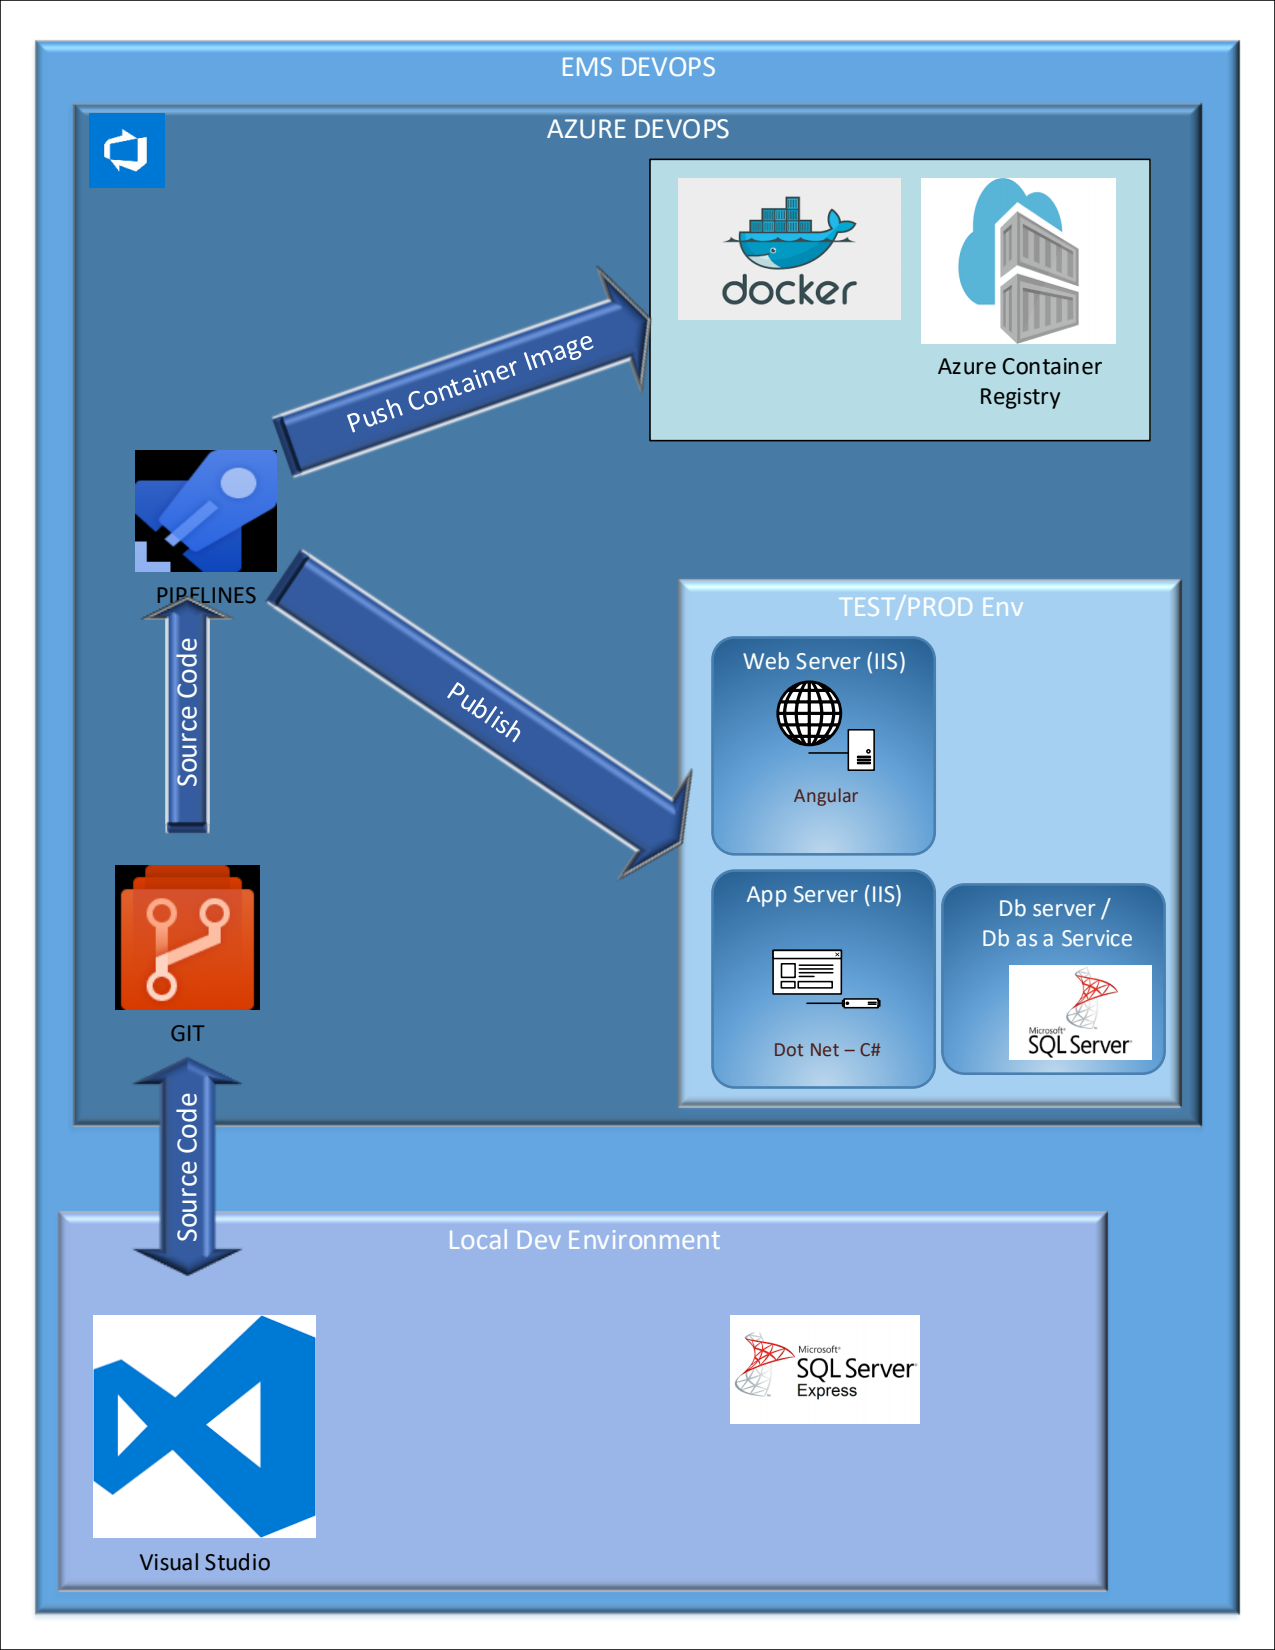 EMS DEVOPS
AZURE DEVOPS
docker
Azure Container
Registry
Push Container Image
PIPELINES
Source Code
Publish
TEST/PROD Env
Web Server (IIS)
Angular
App Server (IIS)
Dot Net – C#
Db server /
Db as a Service
Microsoft
SQL Server
GIT
Source Code
Local Dev Environment
Microsoft
SQL Server
Express
Visual Studio